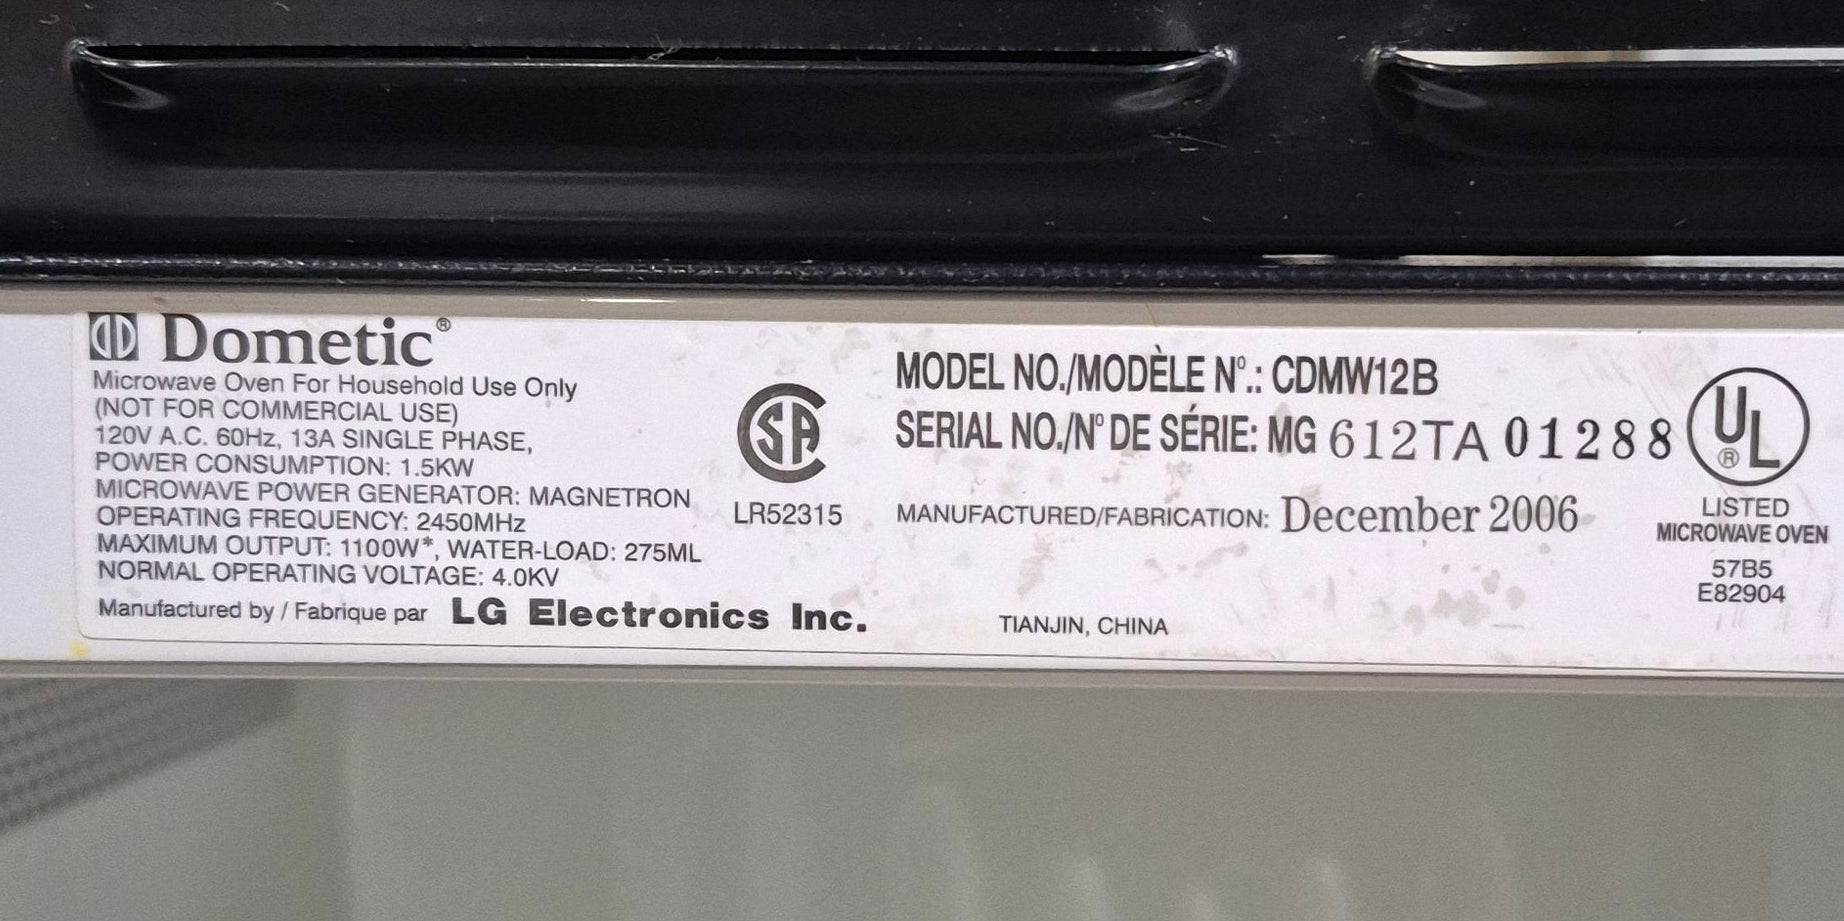 Dometic®
Microwave Oven For Household Use Only
(NOT FOR COMMERCIAL USE)
120V A.C. 60Hz, 13A SINGLE PHASE,
POWER CONSUMPTION: 1.5KW
MICROWAVE POWER GENERATOR: MAGNETRON
OPERATING FREQUENCY: 2450MHz
MAXIMUM OUTPUT: 1100W*, WATER-LOAD: 275ML
NORMAL OPERATING VOLTAGE: 4.0KV
Manufactured by / Fabrique par LG Electronics Inc.
SA
LR52315
MODEL NO./MODÈLE Nº.: CDMW12B
SERIAL NO./Nº DE SÉRIE: MG 612TA 01288
MANUFACTURED/FABRICATION: December 2006
TIANJIN, CHINA
UL®
LISTED
MICROWAVE OVEN
57B5
E82904